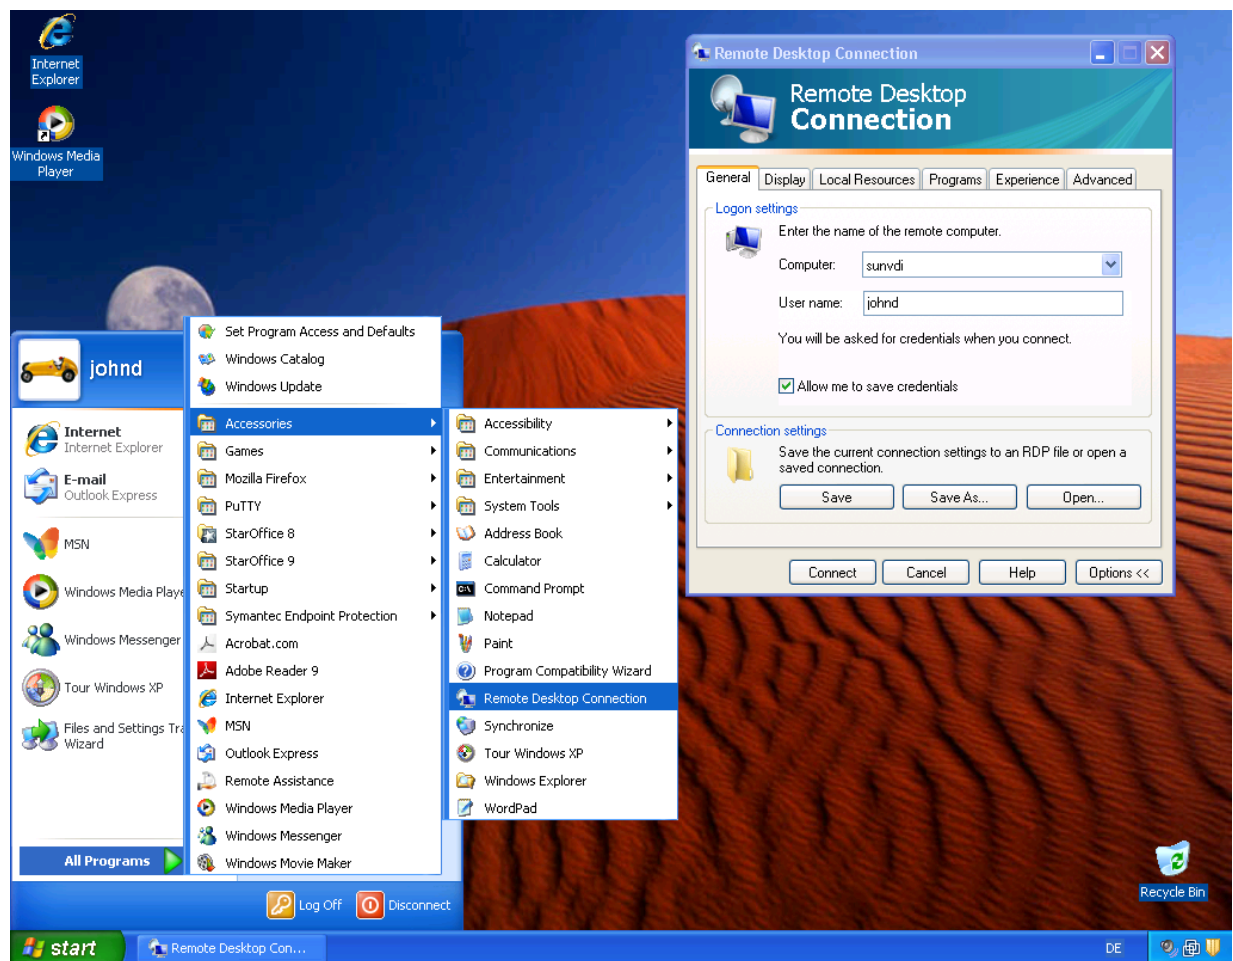 Internet
Explorer
Windows Media
Player
Remote Desktop Connection
Remote Desktop
Connection
General Display Local Resources Programs Experience Advanced
Logon settings
Enter the name of the remote computer.
Computer: sunvdi
User name: johnd
You will be asked for credentials when you connect.
Allow me to save credentials
Connection settings
Save the current connection settings to an RDP file or open a
saved connection.
Save Save As... Open...
Connect Cancel Help Options <<
johnd
Internet
Internet Explorer
E-mail
Outlook Express
MSN
Windows Media Playe
Windows Messenger
Tour Windows XP
Files and Settings Tra
Wizard
All Programs
Set Program Access and Defaults
Windows Catalog
Windows Update
Accessories
Games
Mozilla Firefox
PuTTY
StarOffice 8
StarOffice 9
Startup
Symantec Endpoint Protection
Acrobat.com
Adobe Reader 9
Internet Explorer
MSN
Outlook Express
Remote Assistance
Windows Media Player
Windows Messenger
Windows Movie Maker
Accessibility
Communications
Entertainment
System Tools
Address Book
Calculator
Command Prompt
Notepad
Paint
Program Compatibility Wizard
Remote Desktop Connection
Synchronize
Tour Windows XP
Windows Explorer
WordPad
Log Off Disconnect
Recycle Bin
start
Remote Desktop Con...
DE